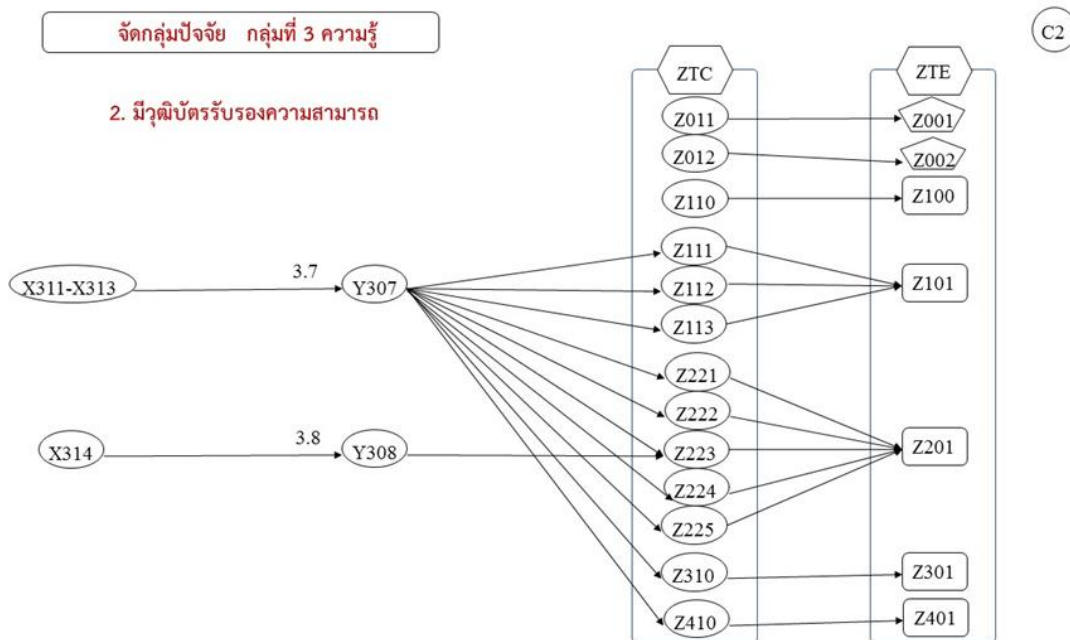 จัดกลุ่มปัจจัย กลุ่มที่ 3 ความรู้
C2
ZTC
ZTE
2. มีวุฒิบัตรรับรองความสามารถ
Z011
Z001
Z012
Z002
Z110
Z100
Z111
X311-X313
3.7
Y307
Z112
Z101
Z113
Z221
Z222
X314
3.8
Y308
Z223
Z201
Z224
Z225
Z310
Z301
Z410
Z401